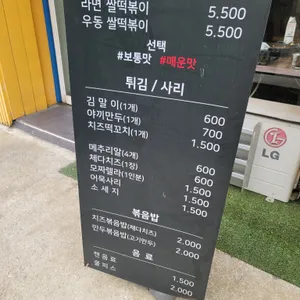 라면 쌀떡볶이 5.500
우동 쌀떡볶이 5.500
선택
#보통맛 #매운맛
튀김 / 사리
김 말 이(1개) 600
야끼만두(1개) 700
치즈떡꼬치(1개) 1.500
메추리알(4개) 600
체다치즈(1장) 600
모짜렐라(1인분) 1.500
어묵사리 1.500
소 세 지 1.500
볶음밥
치즈볶음밥(체다치즈) 2.000
만두볶음밥(고기만두) 2.000
음 료
캔음료 1.500
쿨피스 2.000
LG